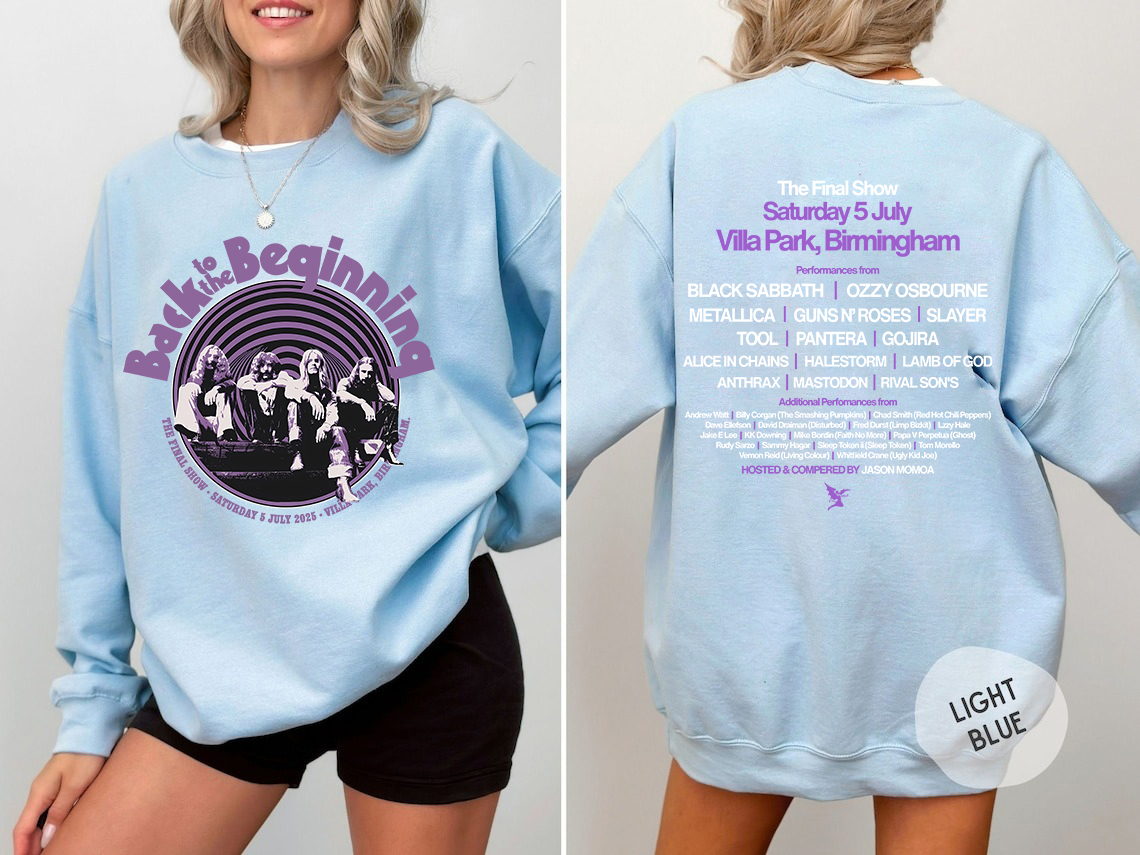 Back to the Beginning
THE FINAL SHOW • SATURDAY 5 JULY 2025 • VILLA PARK, BIRMINGHAM.
The Final Show
Saturday 5 July
Villa Park, Birmingham
Performances from
BLACK SABBATH | OZZY OSBOURNE
METALLICA | GUNS N' ROSES | SLAYER
TOOL | PANTERA | GOJIRA
ALICE IN CHAINS | HALESTORM | LAMB OF GOD
ANTHRAX | MASTODON | RIVAL SON'S
Additional Perfomances from
Andrew Watt | Billy Corgan (The Smashing Pumpkins) | Chad Smith (Red Hot Chili Peppers)
Dave Ellefson | David Draiman (Disturbed) | Fred Durst (Limp Bizkit) | Lzzy Hale
Jake E Lee | KK Downing | Mike Bordin (Faith No More) | Papa V Perpetua (Ghost)
Rudy Sarzo | Sammy Hagar | Sleep Token ii (Sleep Token) | Tom Morello
Vernon Reid (Living Colour) | Whitfield Crane (Ugly Kid Joe)
HOSTED & COMPERED BY JASON MOMOA
LIGHT
BLUE